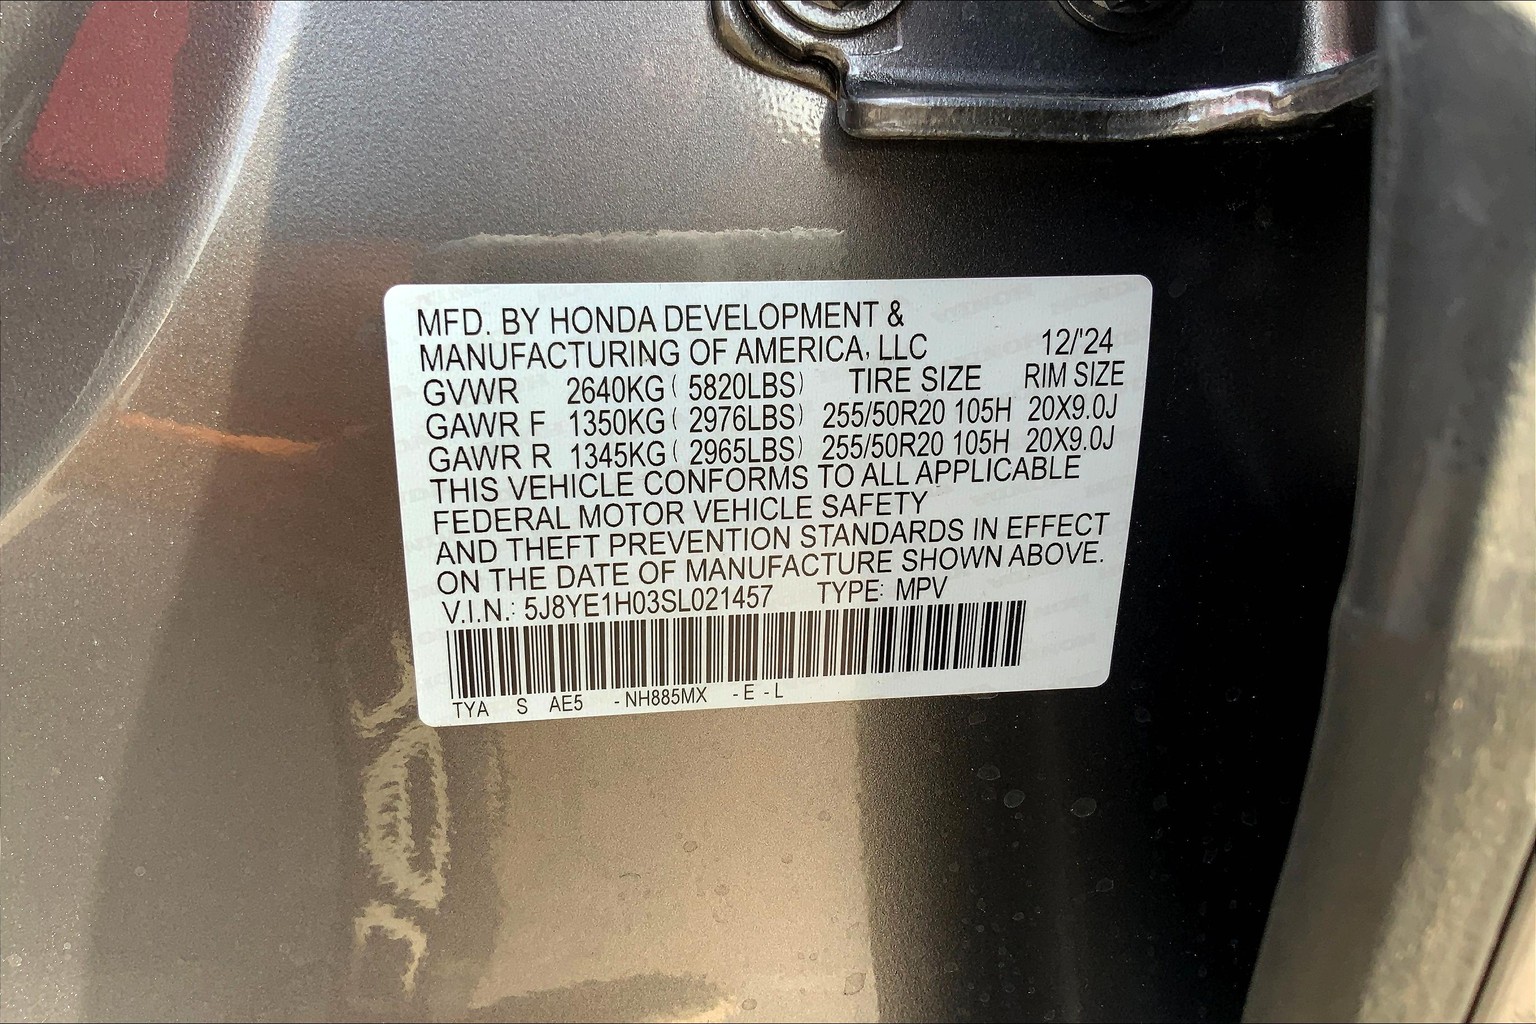 MFD. BY HONDA DEVELOPMENT &
MANUFACTURING OF AMERICA, LLC 12/'24
GVWR 2640KG ( 5820LBS) TIRE SIZE RIM SIZE
GAWR F 1350KG ( 2976LBS) 255/50R20 105H 20X9.0J
GAWR R 1345KG ( 2965LBS) 255/50R20 105H 20X9.0J
THIS VEHICLE CONFORMS TO ALL APPLICABLE
FEDERAL MOTOR VEHICLE SAFETY
AND THEFT PREVENTION STANDARDS IN EFFECT
ON THE DATE OF MANUFACTURE SHOWN ABOVE.
V.I.N.: 5J8YE1H03SL021457 TYPE: MPV
TYA S AE5 -NH885MX -E -L